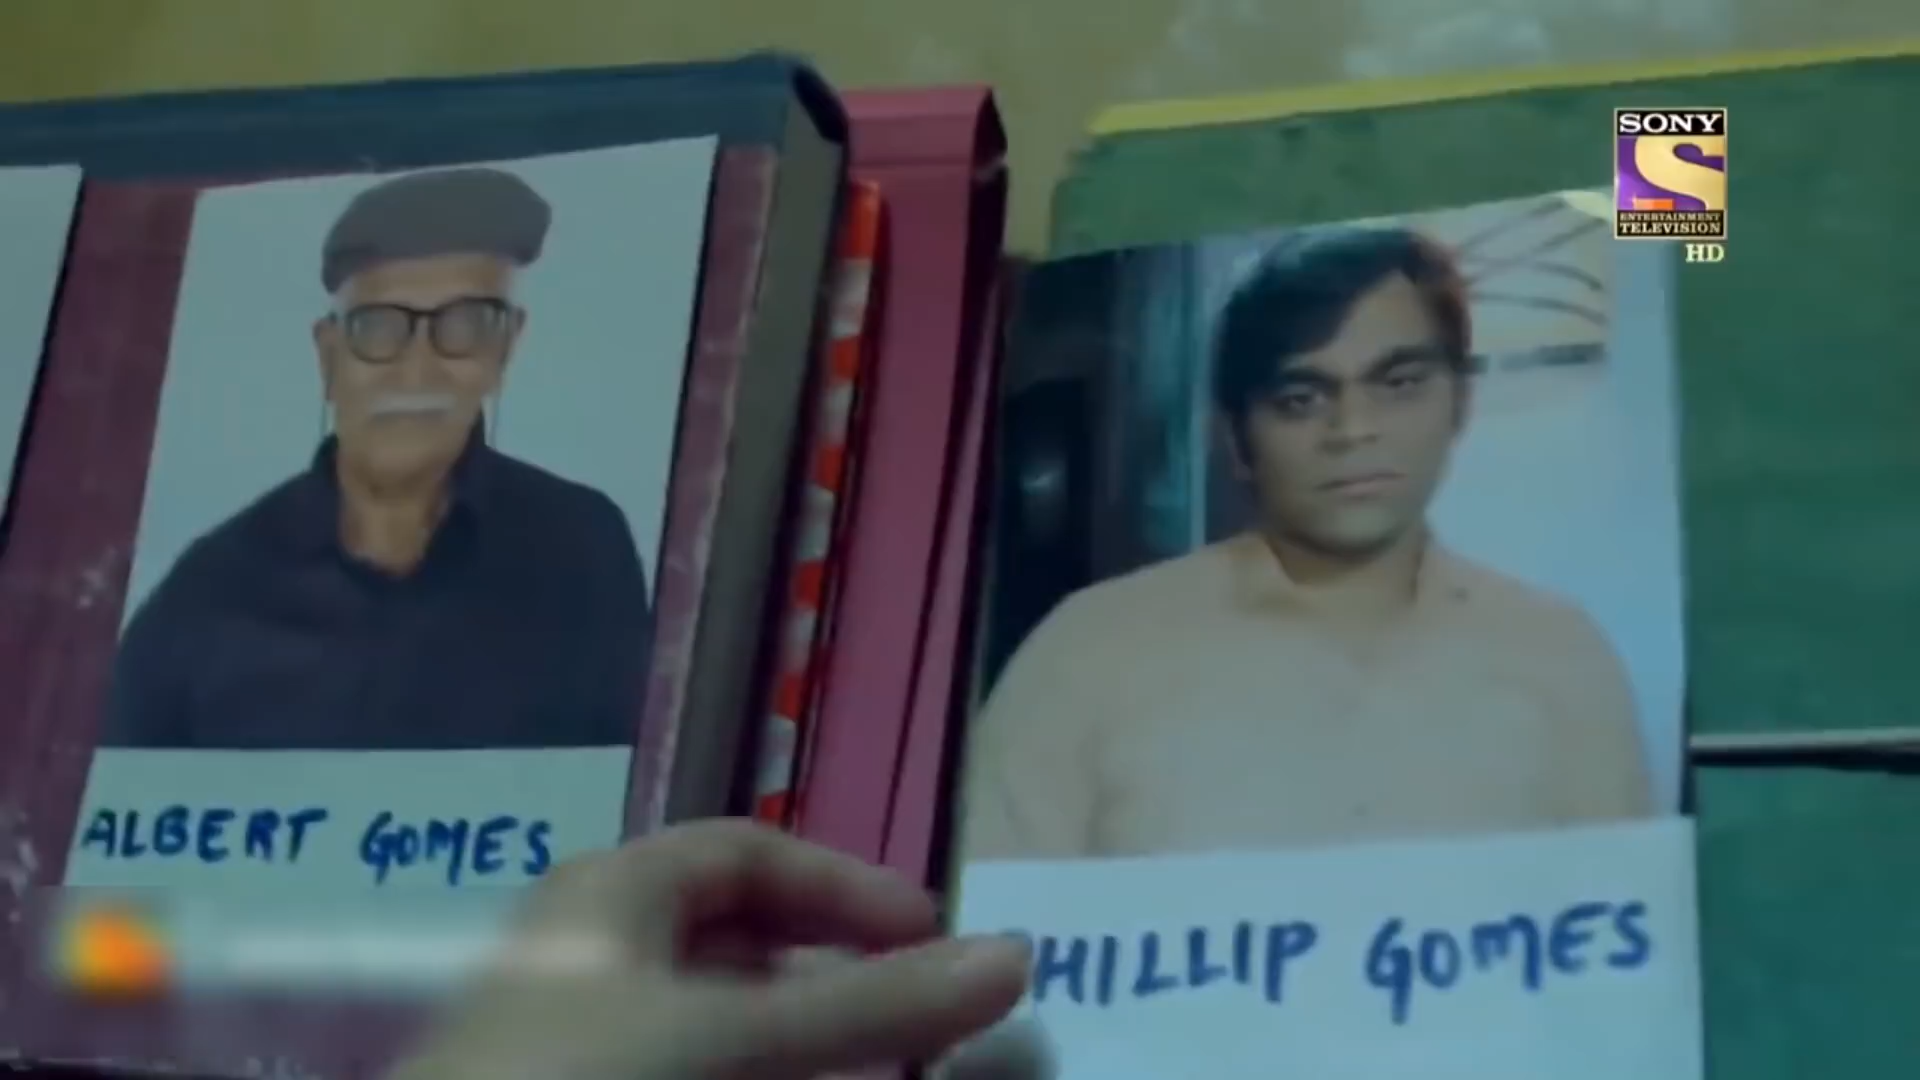 SONY
ENTERTAINMENT
TELEVISION
HD
ALBERT GOMES
HILLIP GOMES